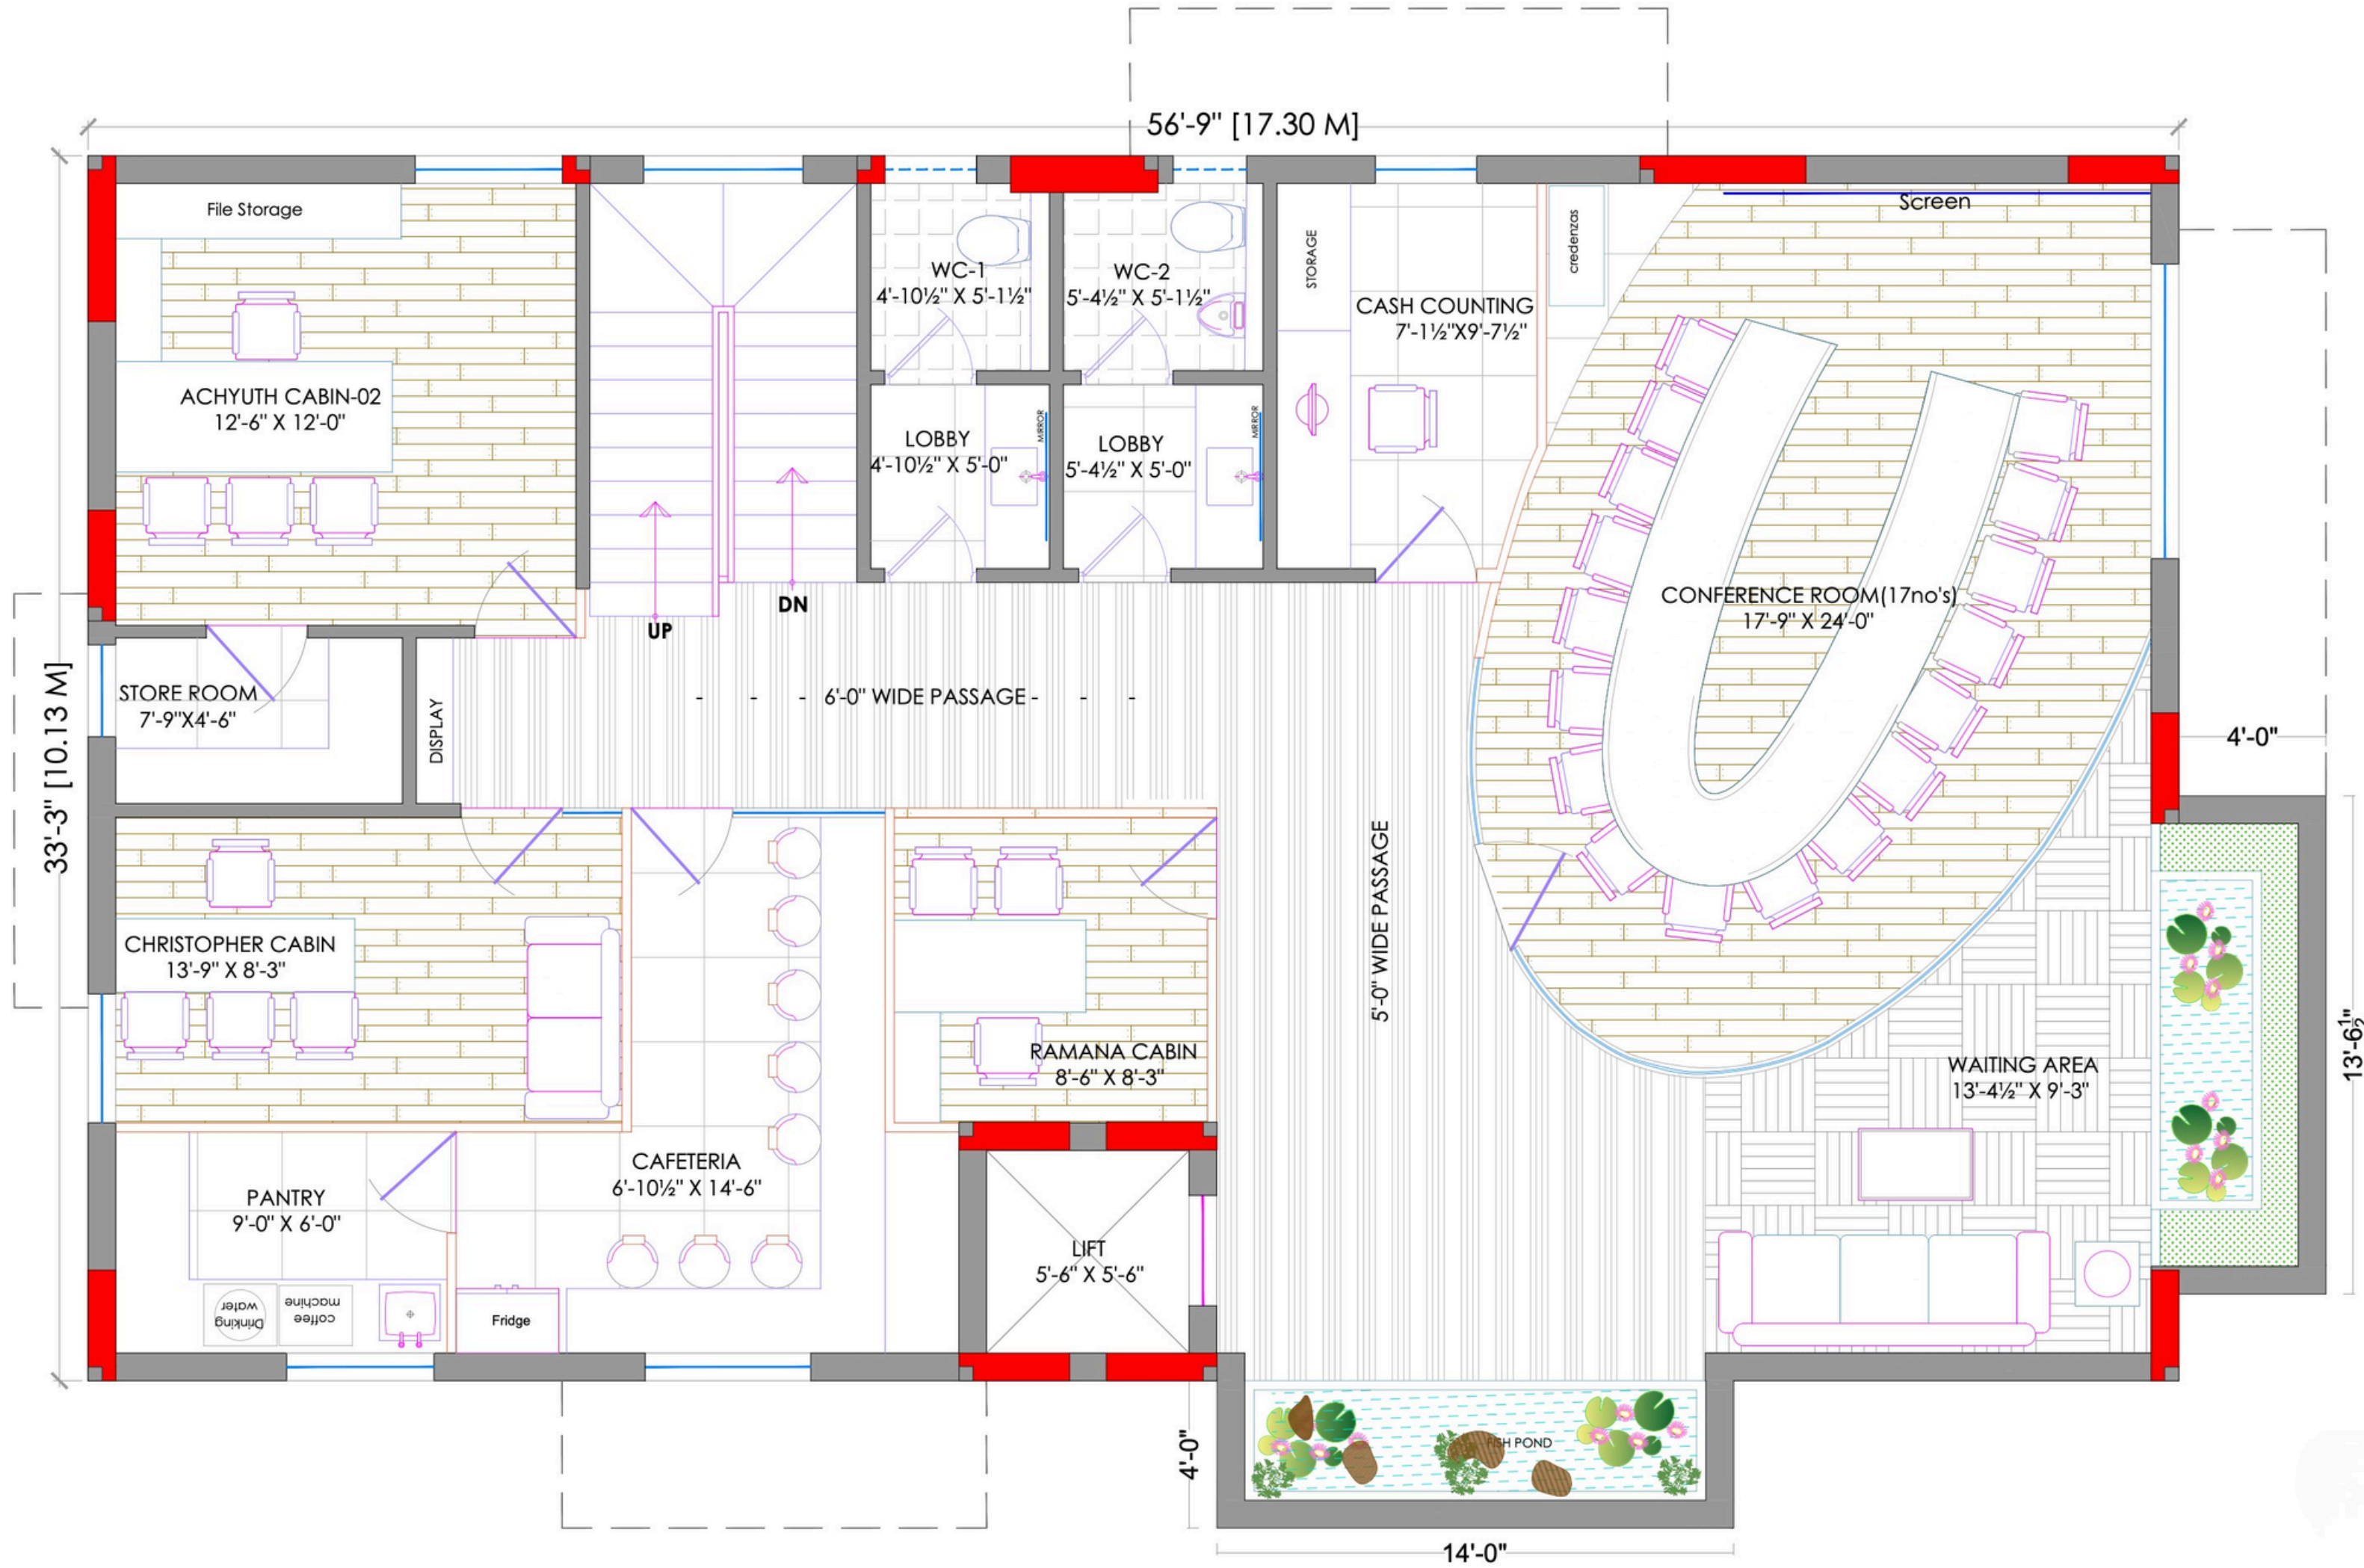 56'-9" [17.30 M]
File Storage
Screen
STORAGE
credenzas
WC-1
4'-10½" X 5'-1½"
WC-2
5'-4½" X 5'-1½"
CASH COUNTING
7'-1½"X9'-7½"
ACHYUTH CABIN-02
12'-6" X 12'-0"
LOBBY
4'-10½" X 5'-0"
MIRROR
LOBBY
5'-4½" X 5'-0"
MIRROR
UP
DN
CONFERENCE ROOM(17no's)
17'-9" X 24'-0"
33'-3" [10.13 M]
STORE ROOM
7'-9"X4'-6"
DISPLAY
6'-0" WIDE PASSAGE
4'-0"
5'-0" WIDE PASSAGE
CHRISTOPHER CABIN
13'-9" X 8'-3"
RAMANA CABIN
8'-6" X 8'-3"
WAITING AREA
13'-4½" X 9'-3"
13'-6½"
CAFETERIA
6'-10½" X 14'-6"
PANTRY
9'-0" X 6'-0"
LIFT
5'-6" X 5'-6"
Drinking
water
coffee
machine
Fridge
4'-0"
FISH POND
14'-0"